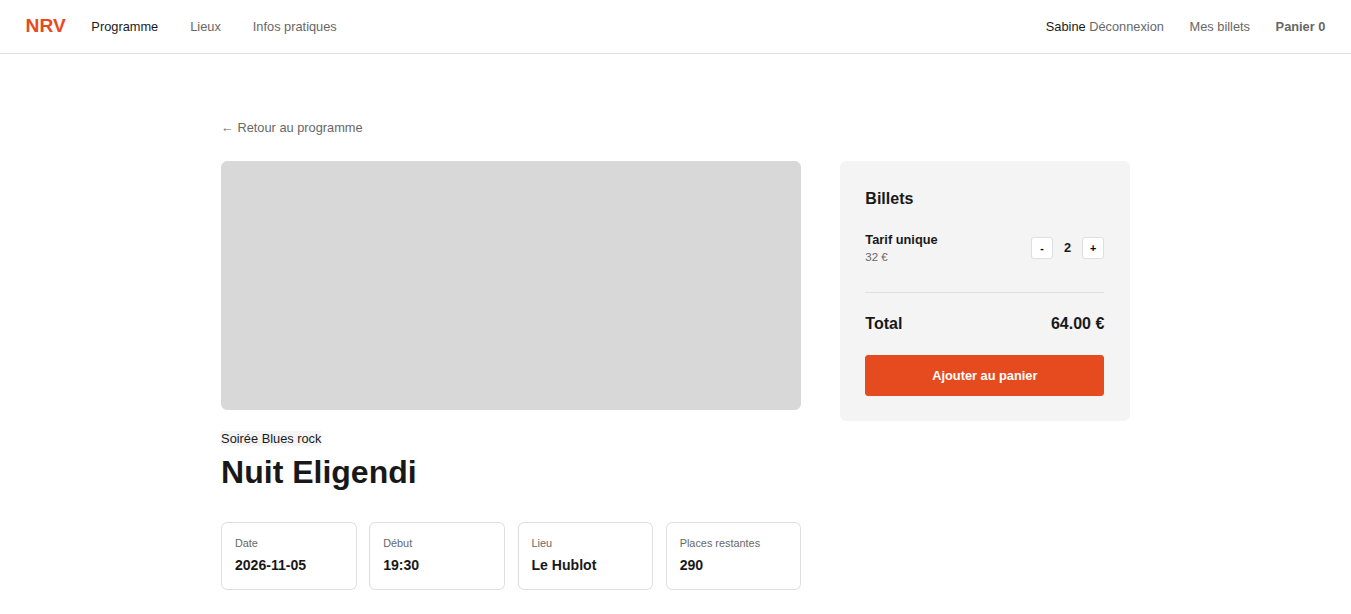 NRV Programme Lieux Infos pratiques Sabine Déconnexion Mes billets Panier 0
← Retour au programme
Billets
Tarif unique
32 €
- 2 +
Total 64.00 €
Ajouter au panier
Soirée Blues rock
Nuit Eligendi
Date
2026-11-05
Début
19:30
Lieu
Le Hublot
Places restantes
290